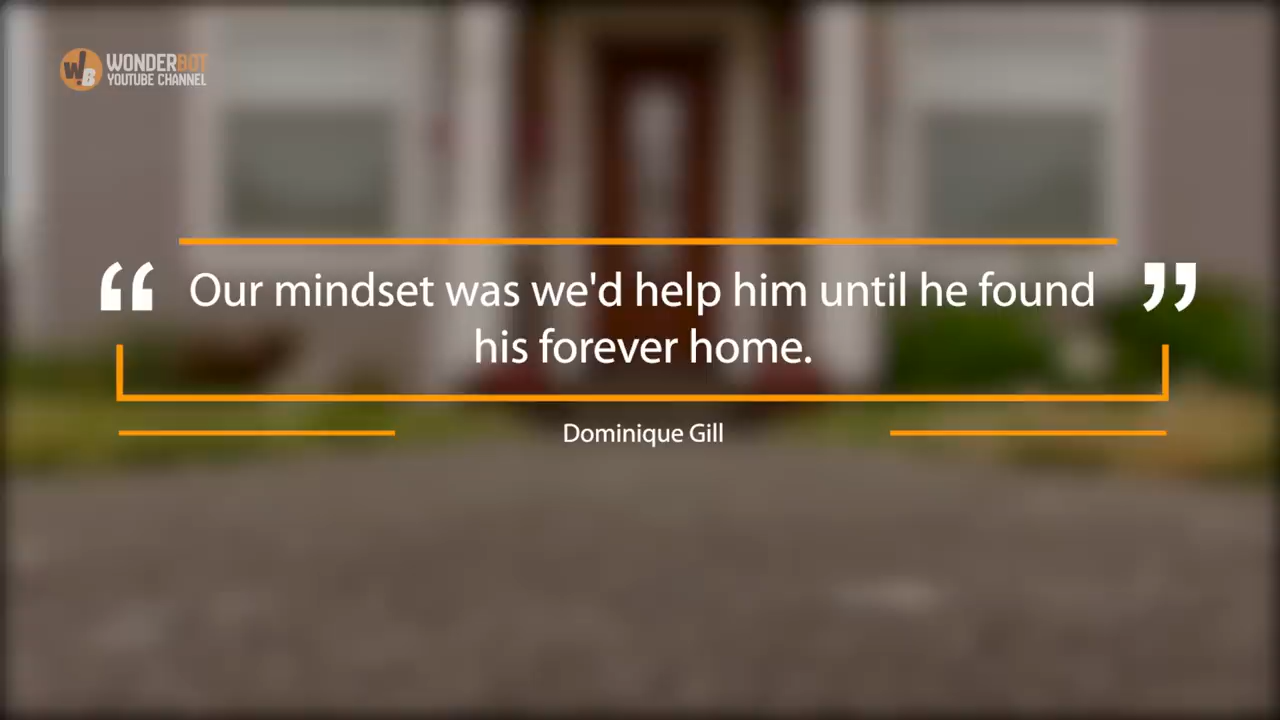 WONDERBOT
YOUTUBE CHANNEL
“ Our mindset was we'd help him until he found ”
his forever home.
Dominique Gill